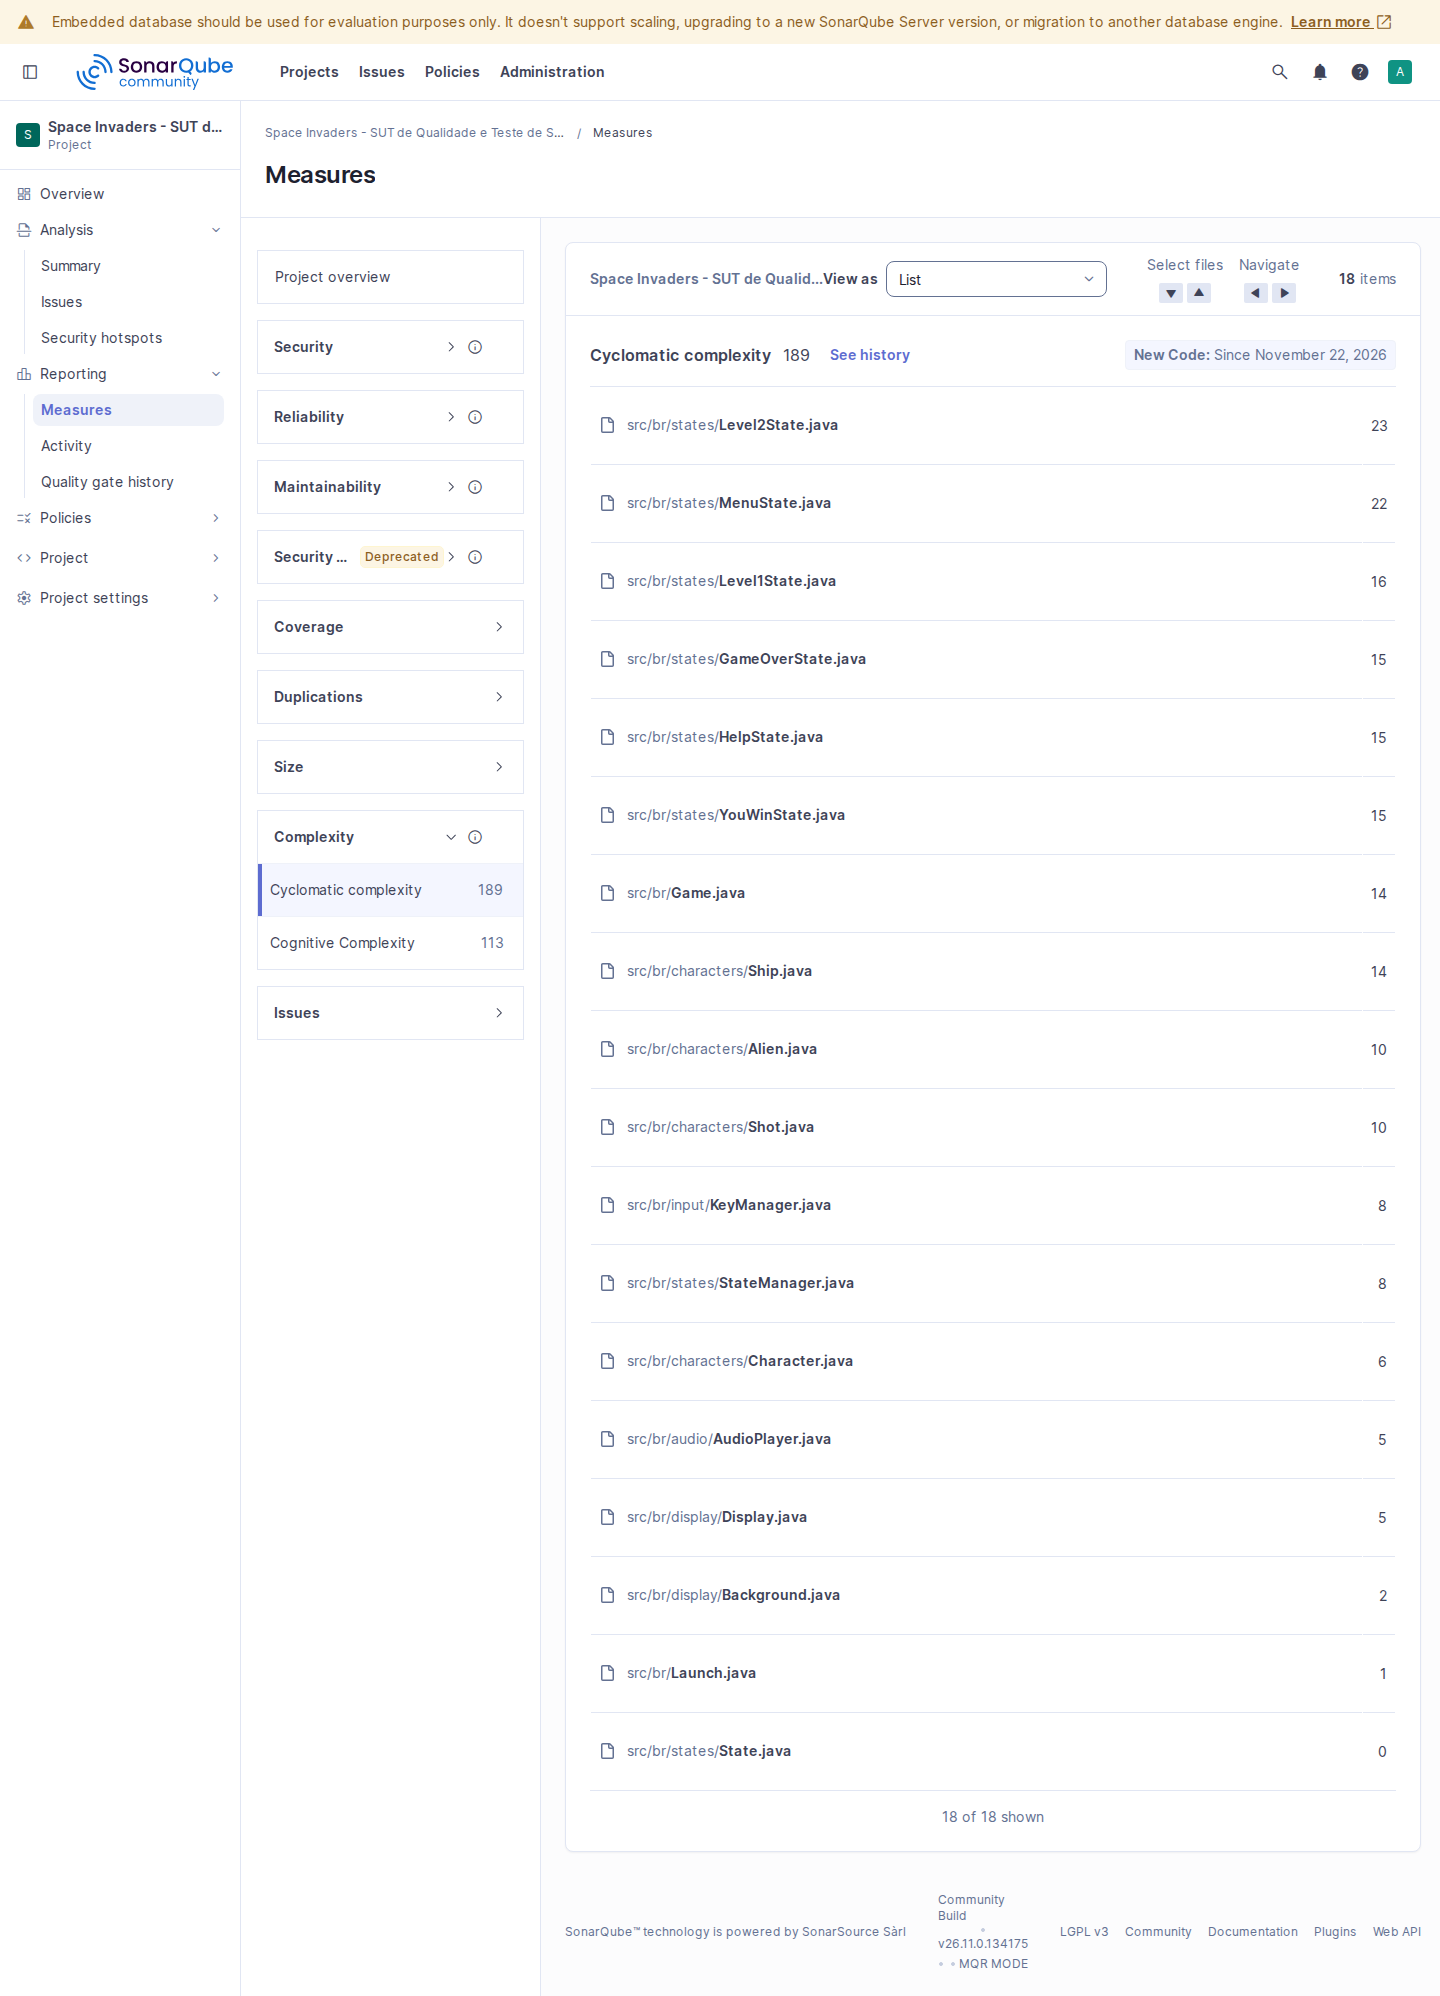 Embedded database should be used for evaluation purposes only. It doesn't support scaling, upgrading to a new SonarQube Server version, or migration to another database engine. Learn more
SonarQube community
Projects Issues Policies Administration
? A
S Space Invaders - SUT d...
Project
Overview
Analysis
Summary
Issues
Security hotspots
Reporting
Measures
Activity
Quality gate history
Policies
Project
Project settings
Space Invaders - SUT de Qualidade e Teste de S... / Measures
Measures
Project overview
Security
Reliability
Maintainability
Security ... Deprecated
Coverage
Duplications
Size
Complexity
Cyclomatic complexity 189
Cognitive Complexity 113
Issues
Space Invaders - SUT de Qualid... View as List Select files Navigate 18 items
Cyclomatic complexity 189 See history New Code: Since November 22, 2026
src/br/states/Level2State.java 23
src/br/states/MenuState.java 22
src/br/states/Level1State.java 16
src/br/states/GameOverState.java 15
src/br/states/HelpState.java 15
src/br/states/YouWinState.java 15
src/br/Game.java 14
src/br/characters/Ship.java 14
src/br/characters/Alien.java 10
src/br/characters/Shot.java 10
src/br/input/KeyManager.java 8
src/br/states/StateManager.java 8
src/br/characters/Character.java 6
src/br/audio/AudioPlayer.java 5
src/br/display/Display.java 5
src/br/display/Background.java 2
src/br/Launch.java 1
src/br/states/State.java 0
18 of 18 shown
SonarQube™ technology is powered by SonarSource Sàrl
Community
Build
•
v26.11.0.134175
• • MQR MODE
LGPL v3 Community Documentation Plugins Web API